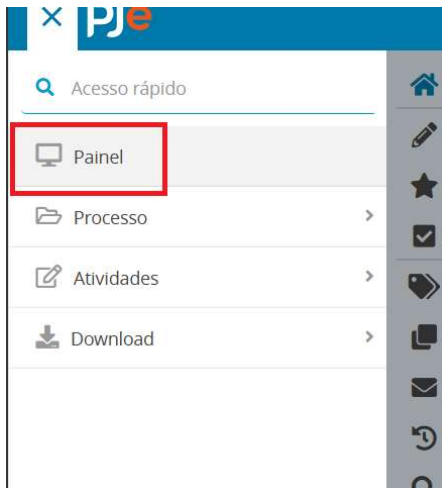 PJe
Acesso rápido
Painel
Processo
Atividades
Download